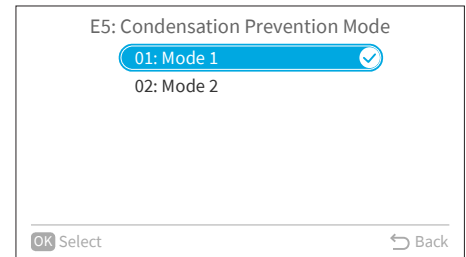 E5: Condensation Prevention Mode
01: Mode 1
02: Mode 2
OK Select
Back